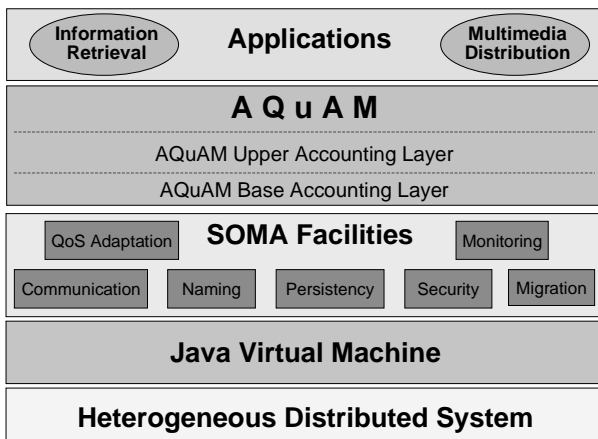 Information
Retrieval
Applications
Multimedia
Distribution
A Q u A M
AQuAM Upper Accounting Layer
AQuAM Base Accounting Layer
QoS Adaptation
SOMA Facilities
Monitoring
Communication
Naming
Persistency
Security
Migration
Java Virtual Machine
Heterogeneous Distributed System